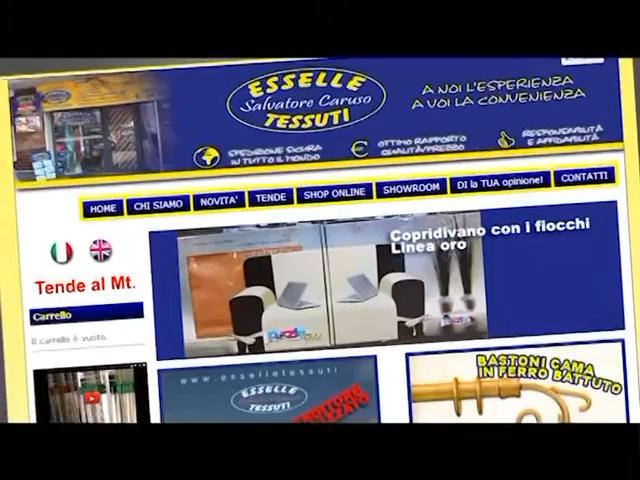 ESSELLE
Salvatore Caruso
TESSUTI
A NOI L'ESPERIENZA
A VOI LA CONVENIENZA
SPEDIZIONE SICURA
IN TUTTO IL MONDO
OTTIMO RAPPORTO
QUALITÀ/PREZZO
RESPONSABILITÀ
E AFFIDABILITÀ
HOME
CHI SIAMO
NOVITA'
TENDE
SHOP ONLINE
SHOWROOM
DI la TUA opinione!
CONTATTI
Copridivano con i fiocchi
Linea oro
Tende al Mt.
Carrello
Il carrello è vuoto.
puzzle
www.esselletessuti
ESSELLE
TESSUTI
BASTONI CAMA
IN FERRO BATTUTO